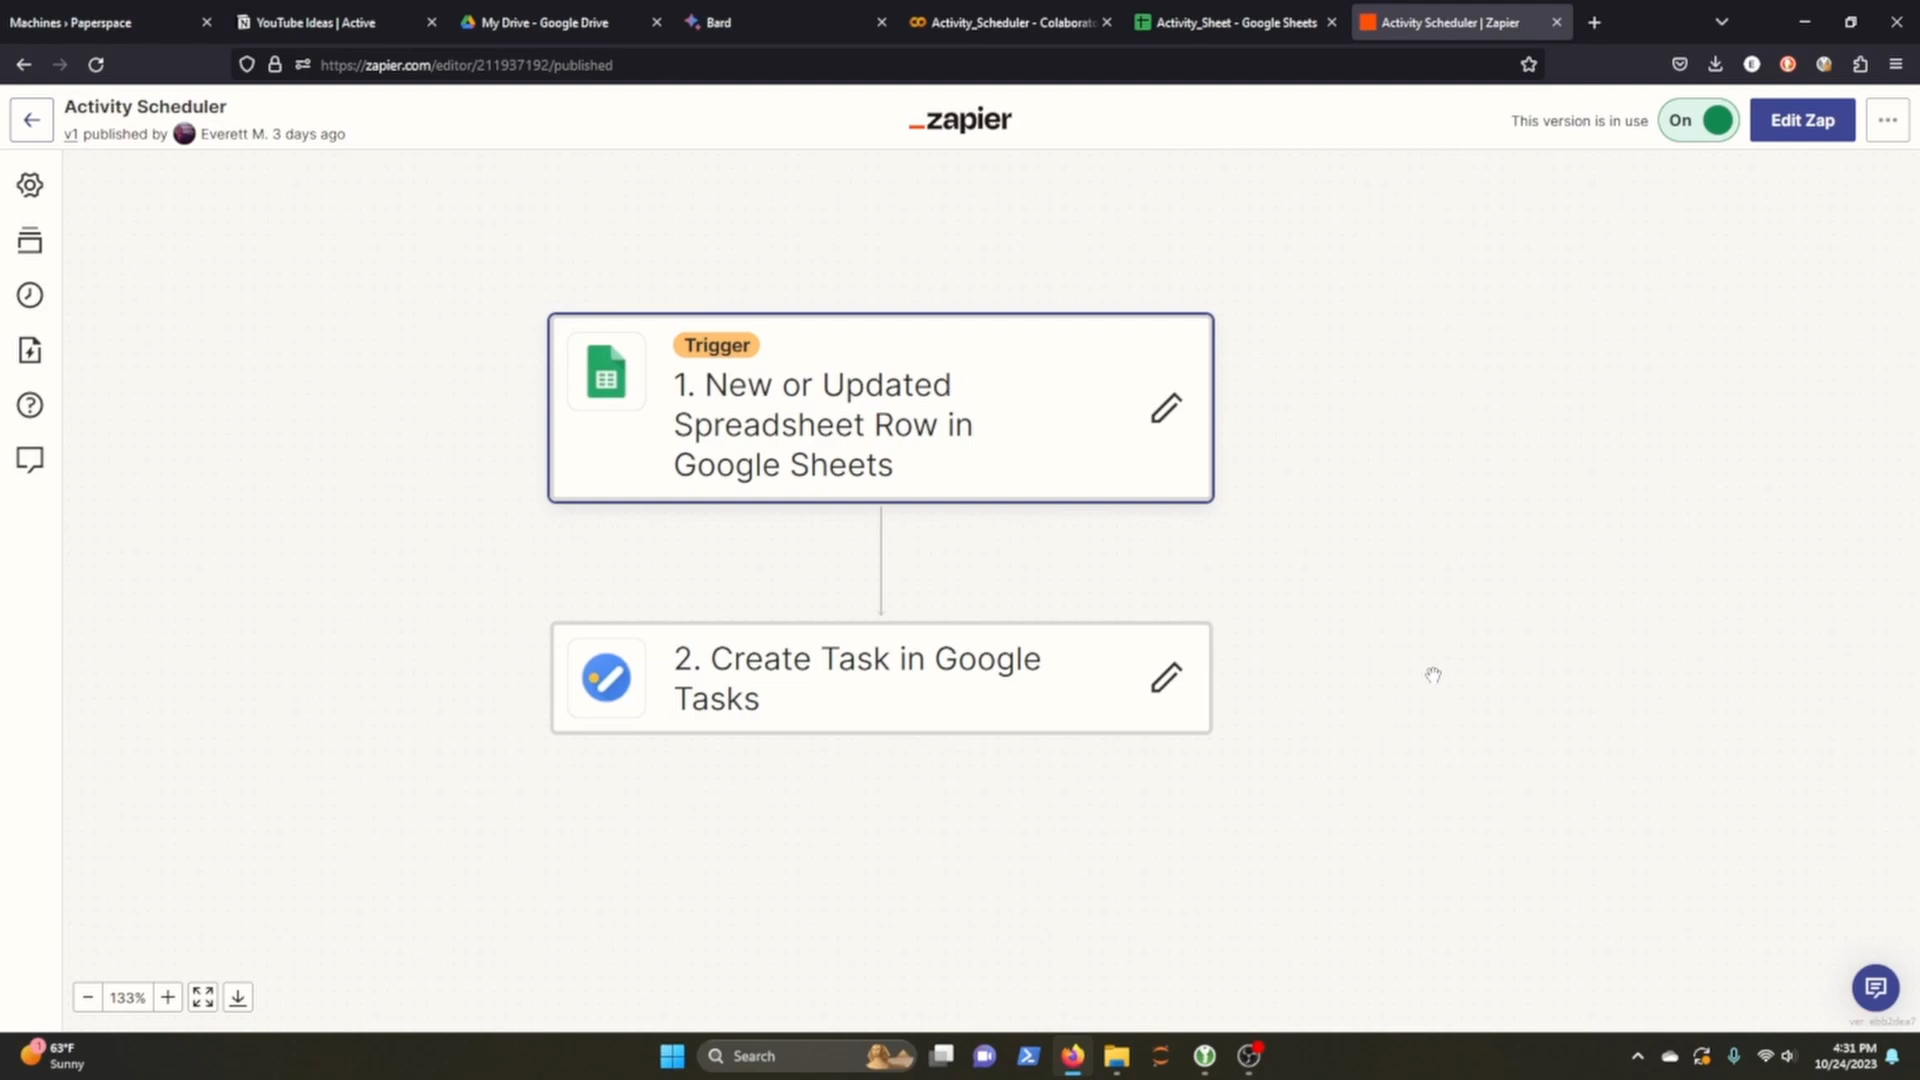 Machines › Paperspace
YouTube Ideas | Active
My Drive - Google Drive
Bard
Activity_Scheduler - Colaborato
Activity_Sheet - Google Sheets
Activity Scheduler | Zapier
https://zapier.com/editor/211937192/published
Activity Scheduler
v1 published by Everett M. 3 days ago
_zapier
This version is in use
On
Edit Zap
Trigger
1. New or Updated
Spreadsheet Row in
Google Sheets
2. Create Task in Google
Tasks
133%
ver. ebb2dea7
63°F
Sunny
Search
4:31 PM
10/24/2023